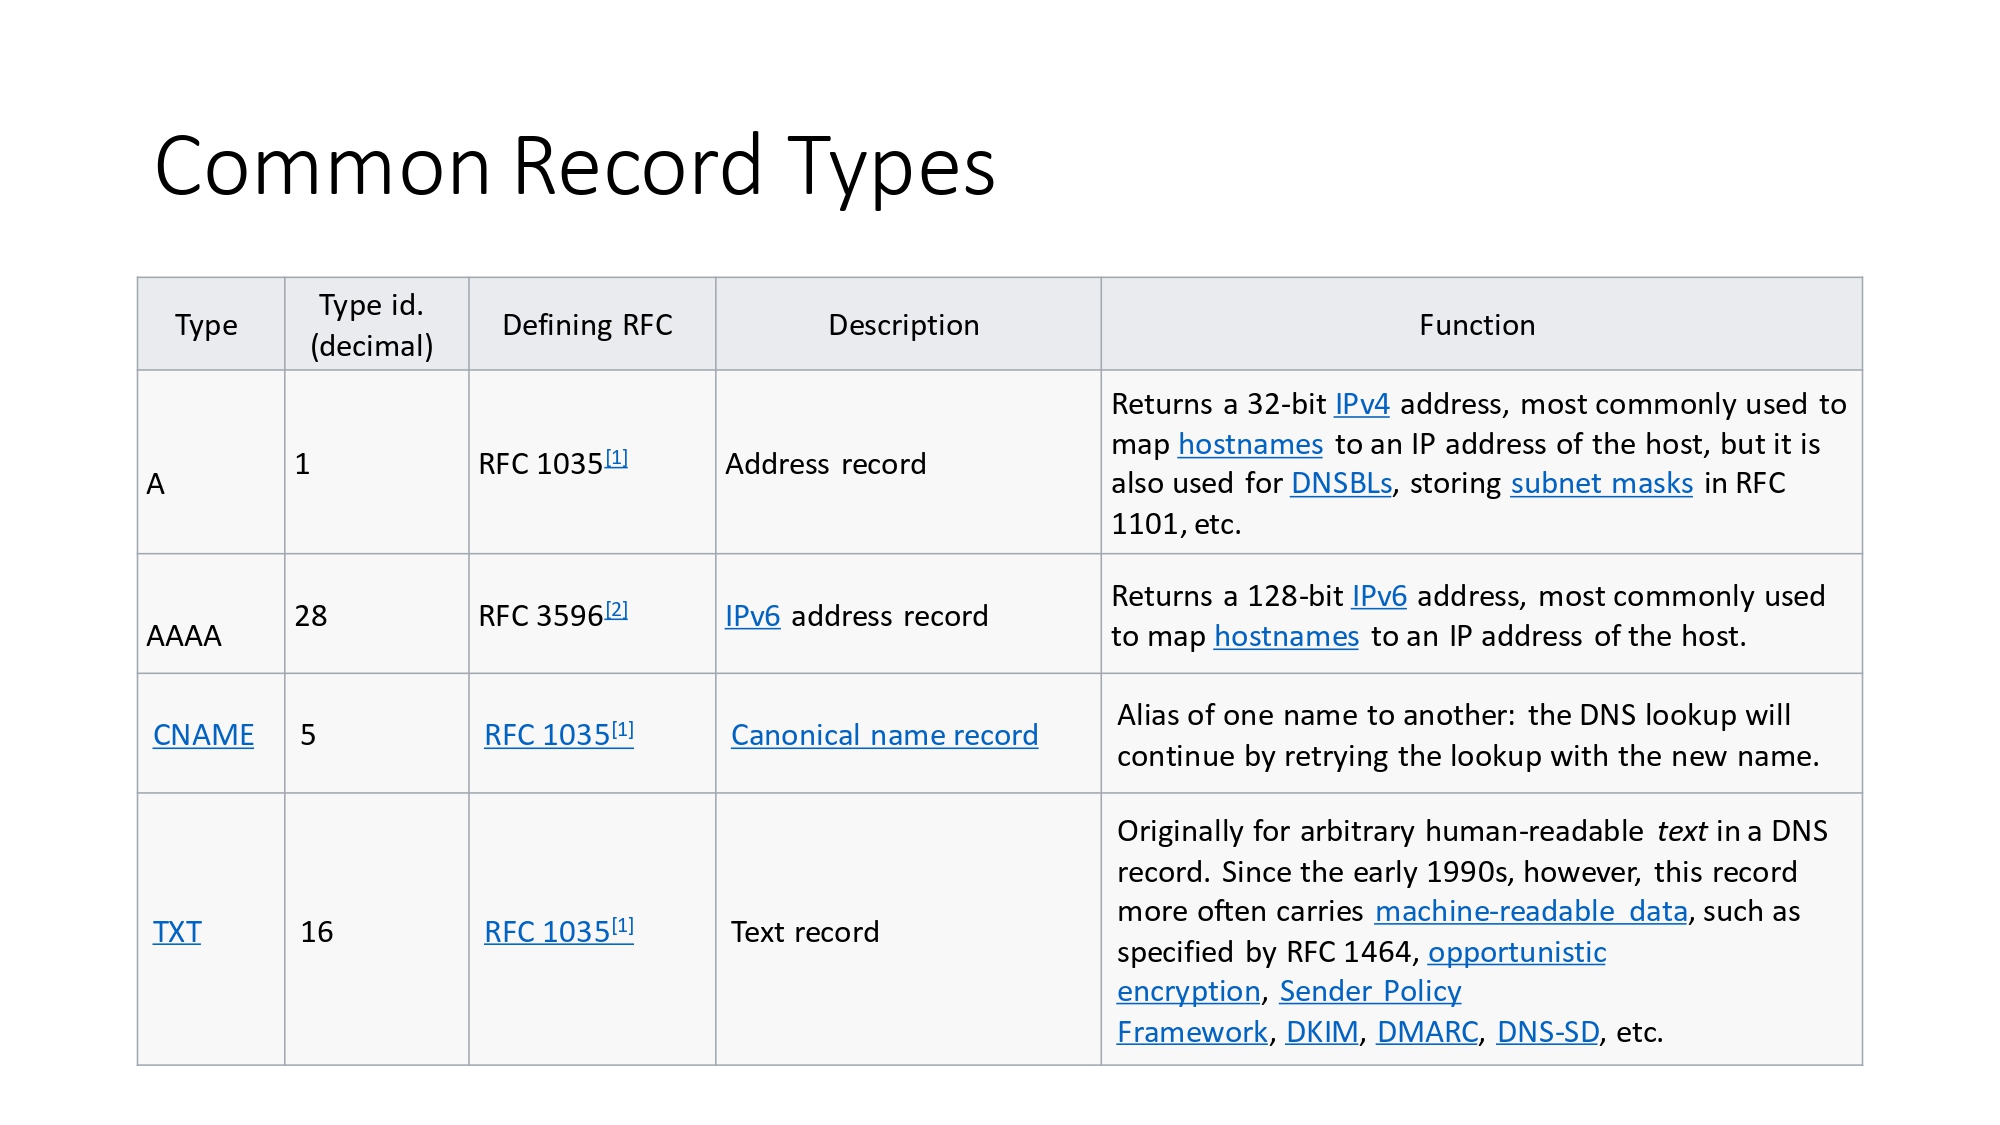 Common Record Types
Type
Type id.
(decimal)
Defining RFC
Description
Function
A
1
RFC 1035[1]
Address record
Returns a 32-bit IPv4 address, most commonly used to
map hostnames to an IP address of the host, but it is
also used for DNSBLs, storing subnet masks in RFC
1101, etc.
AAAA
28
RFC 3596[2]
IPv6 address record
Returns a 128-bit IPv6 address, most commonly used
to map hostnames to an IP address of the host.
CNAME
5
RFC 1035[1]
Canonical name record
Alias of one name to another: the DNS lookup will
continue by retrying the lookup with the new name.
TXT
16
RFC 1035[1]
Text record
Originally for arbitrary human-readable text in a DNS
record. Since the early 1990s, however, this record
more often carries machine-readable data, such as
specified by RFC 1464, opportunistic
encryption, Sender Policy
Framework, DKIM, DMARC, DNS-SD, etc.